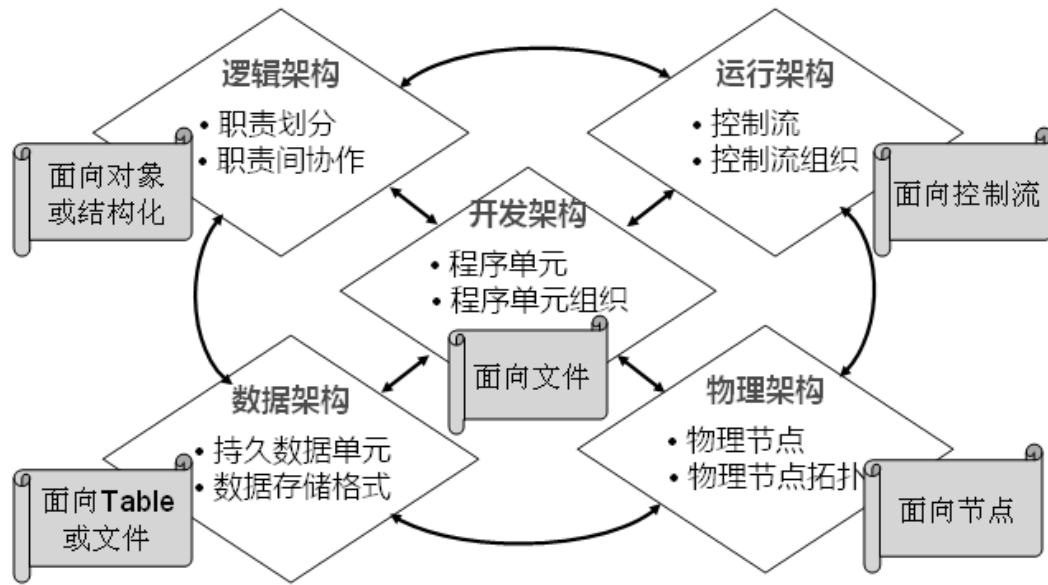 逻辑架构
• 职责划分
• 职责间协作
面向对象
或结构化
运行架构
• 控制流
• 控制流组织
面向控制流
开发架构
• 程序单元
• 程序单元组织
面向文件
数据架构
• 持久数据单元
• 数据存储格式
面向Table
或文件
物理架构
• 物理节点
• 物理节点拓扑
面向节点